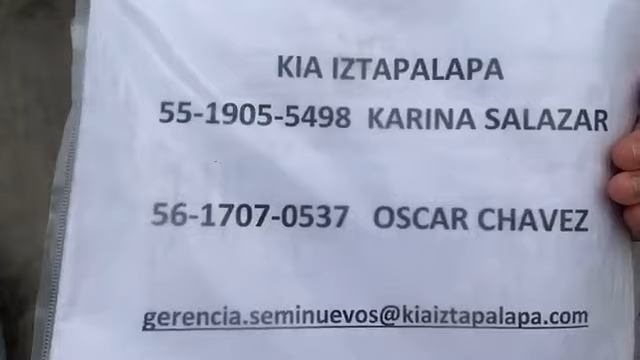 KIA IZTAPALAPA
55-1905-5498 KARINA SALAZAR
56-1707-0537 OSCAR CHAVEZ
gerencia.seminuevos@kiaiztapalapa.com